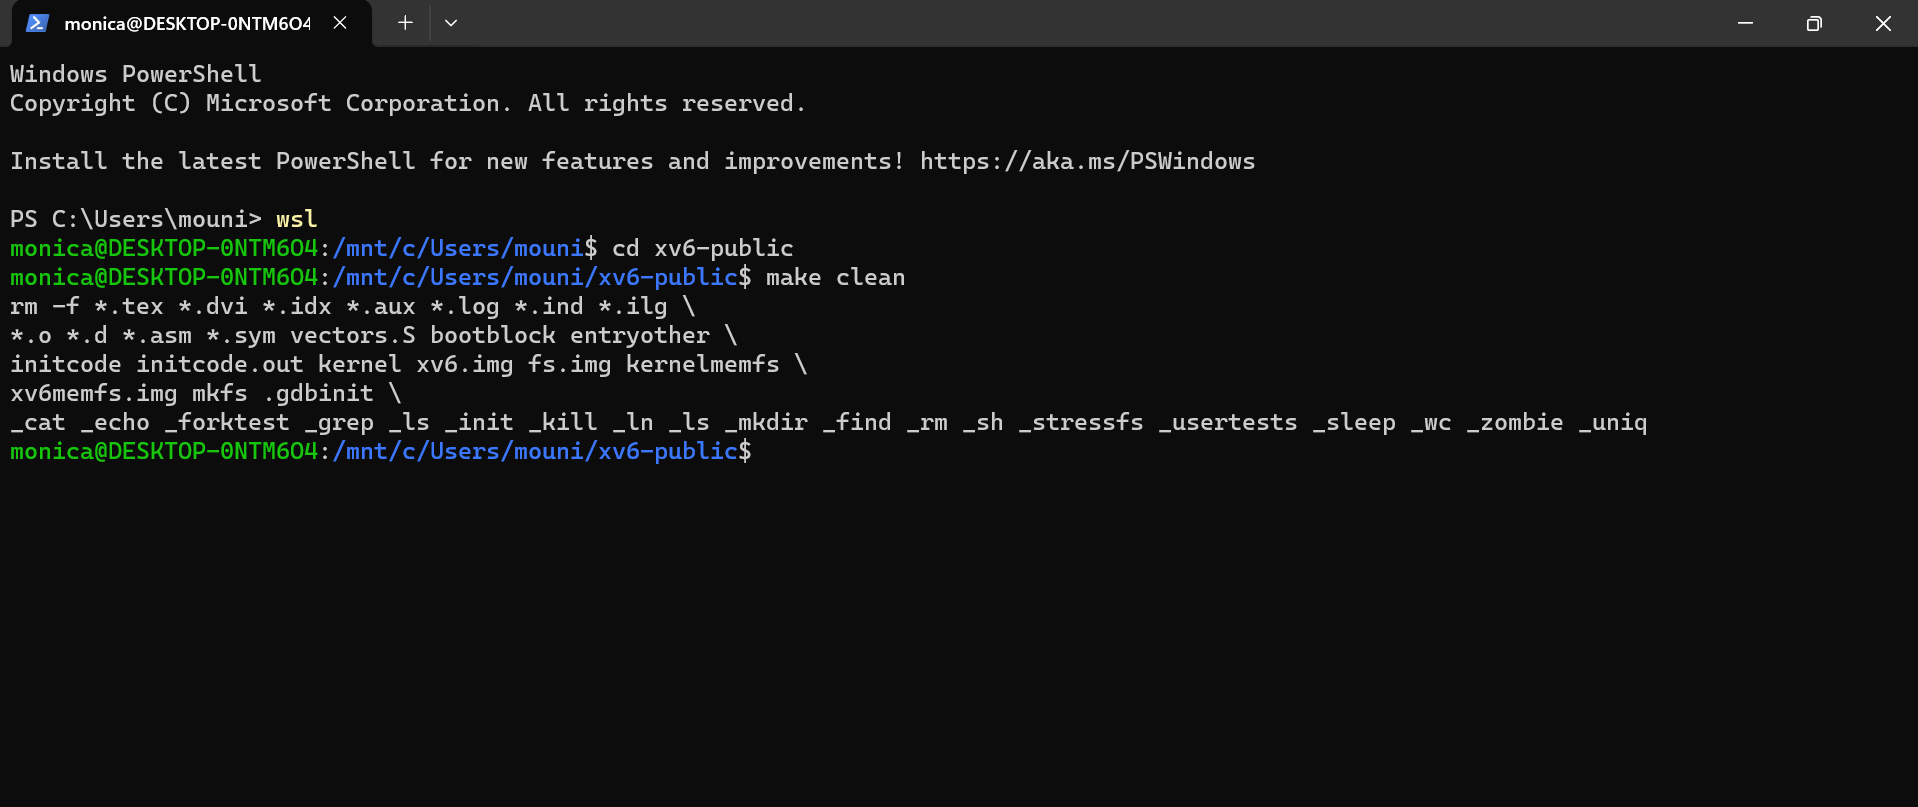 monica@DESKTOP-0NTM6O4
Windows PowerShell
Copyright (C) Microsoft Corporation. All rights reserved.
Install the latest PowerShell for new features and improvements! https://aka.ms/PSWindows
PS C:\Users\mouni> wsl
monica@DESKTOP-0NTM6O4:/mnt/c/Users/mouni$ cd xv6-public
monica@DESKTOP-0NTM6O4:/mnt/c/Users/mouni/xv6-public$ make clean
rm -f *.tex *.dvi *.idx *.aux *.log *.ind *.ilg \
*.o *.d *.asm *.sym vectors.S bootblock entryother \
initcode initcode.out kernel xv6.img fs.img kernelmemfs \
xv6memfs.img mkfs .gdbinit \
_cat _echo _forktest _grep _ls _init _kill _ln _ls _mkdir _find _rm _sh _stressfs _usertests _sleep _wc _zombie _uniq
monica@DESKTOP-0NTM6O4:/mnt/c/Users/mouni/xv6-public$